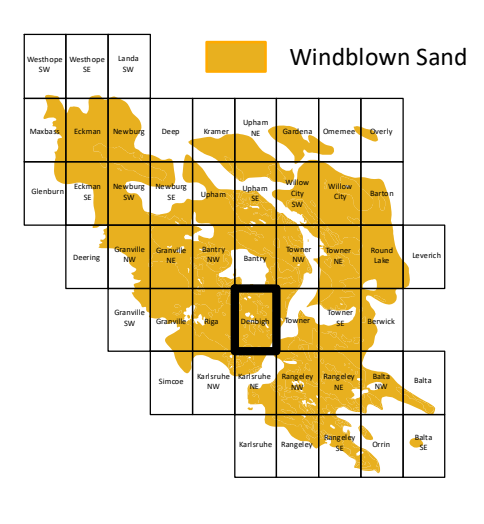 Windblown Sand
Westhope
SW
Westhope
SE
Landa
SW
Maxbass
Eckman
Newburg
Deep
Kramer
Upham
NE
Gardena
Omemee
Overly
Glenburn
Eckman
SE
Newburg
SW
Newburg
SE
Upham
Upham
SE
Willow
City
SW
Willow
City
Barton
Deering
Granville
NW
Granville
NE
Bantry
NW
Bantry
Towner
NW
Towner
NE
Round
Lake
Leverich
Granville
SW
Granville
Riga
Denbigh
Towner
Towner
SE
Berwick
Simcoe
Karlsruhe
NW
Karlsruhe
NE
Rangeley
NW
Rangeley
NE
Balta
NW
Balta
Karlsruhe
Rangeley
Rangeley
SE
Orrin
Balta
SE